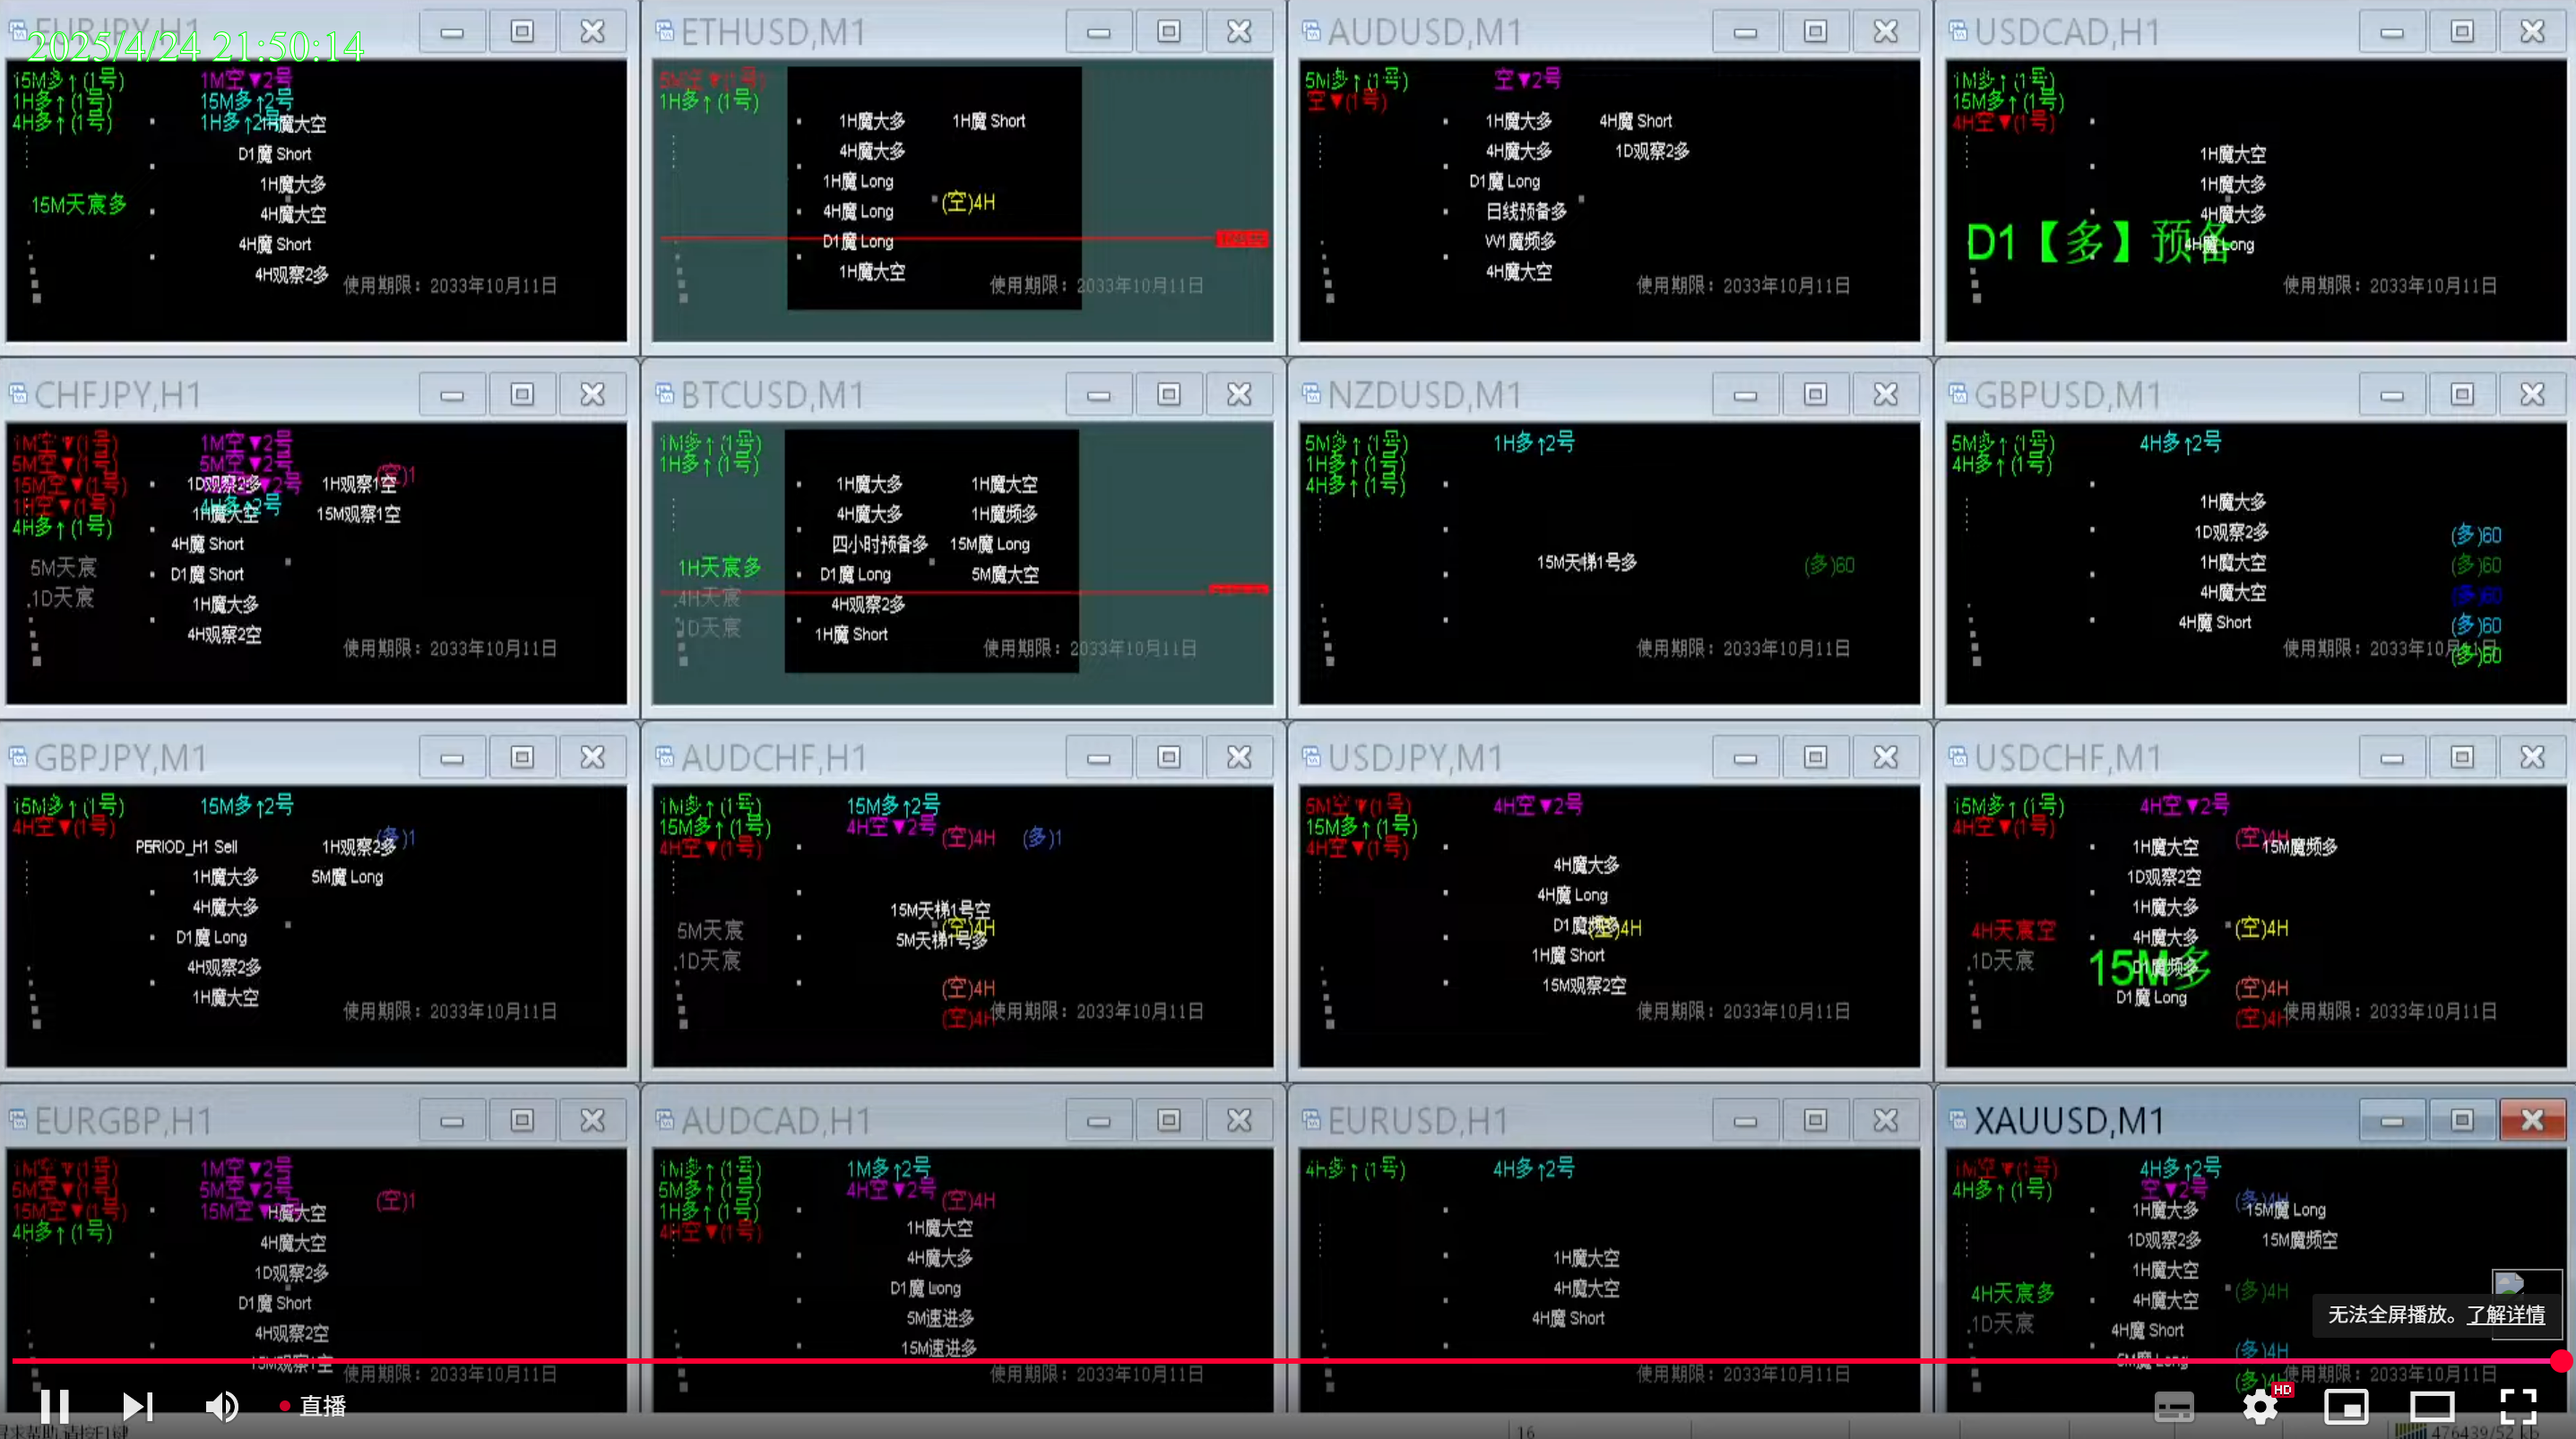 EURJPY,H1
2025/4/24 21:50:14
15M多↑(1号)
1M空▼2号
1H多↑(1号)
15M多↑2号
4H多↑(1号)
1H多↑2号
D1魔 Short
1H魔大多
15M天宸多
4H魔大空
4H魔 Short
4H观察2多
使用期限：2033年10月11日
ETHUSD,M1
5M空▼(1号)
1H多↑(1号)
1H魔大多
1H魔 Short
4H魔大多
1H魔 Long
(空)4H
4H魔 Long
D1魔 Long
1H魔大空
使用期限：2033年10月11日
AUDUSD,M1
5M多↑(1号)
空▼2号
空▼(1号)
1H魔大多
4H魔 Short
4H魔大多
1D观察2多
D1魔 Long
日线预备多
W1魔频多
4H魔大空
使用期限：2033年10月11日
USDCAD,H1
1M多↑(1号)
15M多↑(1号)
4H空▼(1号)
1H魔大空
1H魔大多
4H魔大多
D1【多】预备
4H魔 Long
使用期限：2033年10月11日
CHFJPY,H1
1M空▼(1号)
1M空▼2号
5M空▼(1号)
5M空▼2号
(空)1
15M空▼(1号)
1D观察2多
1H观察1空
1H空▼(1号)
4H多↑2号
1H魔大空
15M观察1空
4H多↑(1号)
4H魔 Short
5M天宸
D1魔 Short
.1D天宸
1H魔大多
4H观察2空
使用期限：2033年10月11日
BTCUSD,M1
1M多↑(1号)
1H多↑(1号)
1H魔大多
1H魔大空
4H魔大多
1H魔频多
四小时预备多
15M魔 Long
1H天宸多
D1魔 Long
5M魔大空
.4H天宸
4H观察2多
1D天宸
1H魔 Short
使用期限：2033年10月11日
NZDUSD,M1
5M多↑(1号)
1H多↑2号
1H多↑(1号)
4H多↑(1号)
15M天梯1号多
(多)60
使用期限：2033年10月11日
GBPUSD,M1
5M多↑(1号)
4H多↑2号
4H多↑(1号)
1H魔大多
1D观察2多
(多)60
1H魔大空
(多)60
4H魔大空
(多)60
4H魔 Short
(多)60
使用期限：2033年10月11日
(多)60
GBPJPY,M1
15M多↑(1号)
15M多↑2号
4H空▼(1号)
(多)1
PERIOD_H1 Sell
1H观察2多
1H魔大多
5M魔 Long
4H魔大多
D1魔 Long
4H观察2多
1H魔大空
使用期限：2033年10月11日
AUDCHF,H1
1M多↑(1号)
15M多↑2号
15M多↑(1号)
4H空▼2号
(空)4H
(多)1
4H空▼(1号)
15M天梯1号空
(空)4H
5M天梯1号多
5M天宸
.1D天宸
(空)4H
(空)4H
使用期限：2033年10月11日
USDJPY,M1
5M空▼(1号)
4H空▼2号
15M多↑(1号)
4H空▼(1号)
4H魔大多
4H魔 Long
D1魔频多
(空)4H
1H魔 Short
15M观察2空
使用期限：2033年10月11日
USDCHF,M1
15M多↑(1号)
4H空▼2号
4H空▼(1号)
(空)4H
1H魔大空
15M魔频多
1D观察2空
1H魔大多
4H天宸空
4H魔大多
(空)4H
.1D天宸
15M多
D1魔频多
(空)4H
D1魔 Long
(空)4H
使用期限：2033年10月11日
EURGBP,H1
1M空▼(1号)
1M空▼2号
5M空▼(1号)
5M空▼2号
(空)1
15M空▼(1号)
4H多↑(1号)
4H魔大空
1D观察2多
D1魔 Short
4H观察2空
15M观察1空
使用期限：2033年10月11日
AUDCAD,H1
1M多↑(1号)
1M多↑2号
5M多↑(1号)
4H空▼2号
(空)4H
1H多↑(1号)
4H空▼(1号)
1H魔大空
4H魔大多
D1魔 Long
5M速进多
15M速进多
使用期限：2033年10月11日
EURUSD,H1
4H多↑(1号)
4H多↑2号
1H魔大空
4H魔大空
4H魔 Short
使用期限：2033年10月11日
XAUUSD,M1
1M空▼(1号)
4H多↑2号
4H多↑(1号)
空▼2号
(多)4H
1H魔大多
15M魔 Long
1D观察2多
15M魔频空
1H魔大空
4H天宸多
4H魔大空
(多)4H
.1D天宸
4H魔 Short
(多)4H
5M魔 Long
使用期限：2033年10月11日
无法全屏播放。了解详情
直播
HD
16
476439/52 kb